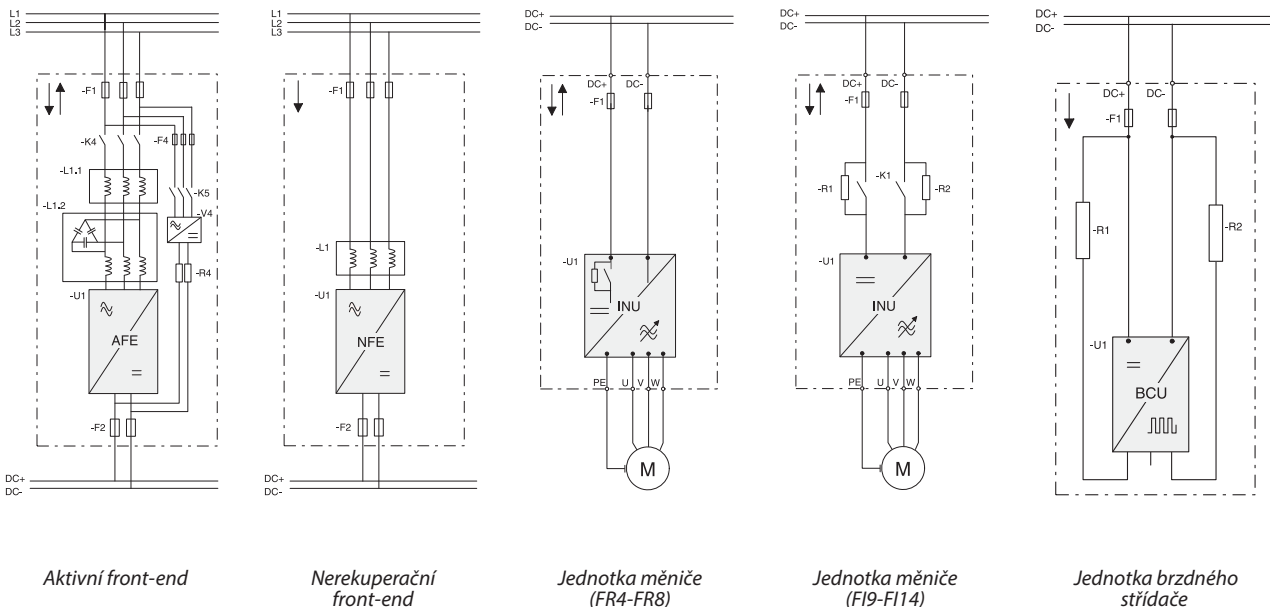 L1
L2
L3
-F1
-K4
-F4
-L1.1
-K5
-L1.2
-V4
-R4
-U1
AFE
-F2
DC+
DC-
Aktivní front-end
L1
L2
L3
-F1
-L1
-U1
NFE
-F2
DC+
DC-
Nerekuperační
front-end
DC+
DC-
DC+
DC-
-F1
-U1
INU
PE
U
V
W
M
Jednotka měniče
(FR4-FR8)
DC+
DC-
DC+
DC-
-F1
-R1
-K1
-R2
-U1
INU
PE
U
V
W
M
Jednotka měniče
(FI9-FI14)
DC+
DC-
DC+
DC-
-F1
-R1
-R2
-U1
BCU
Jednotka brzdného
střídače